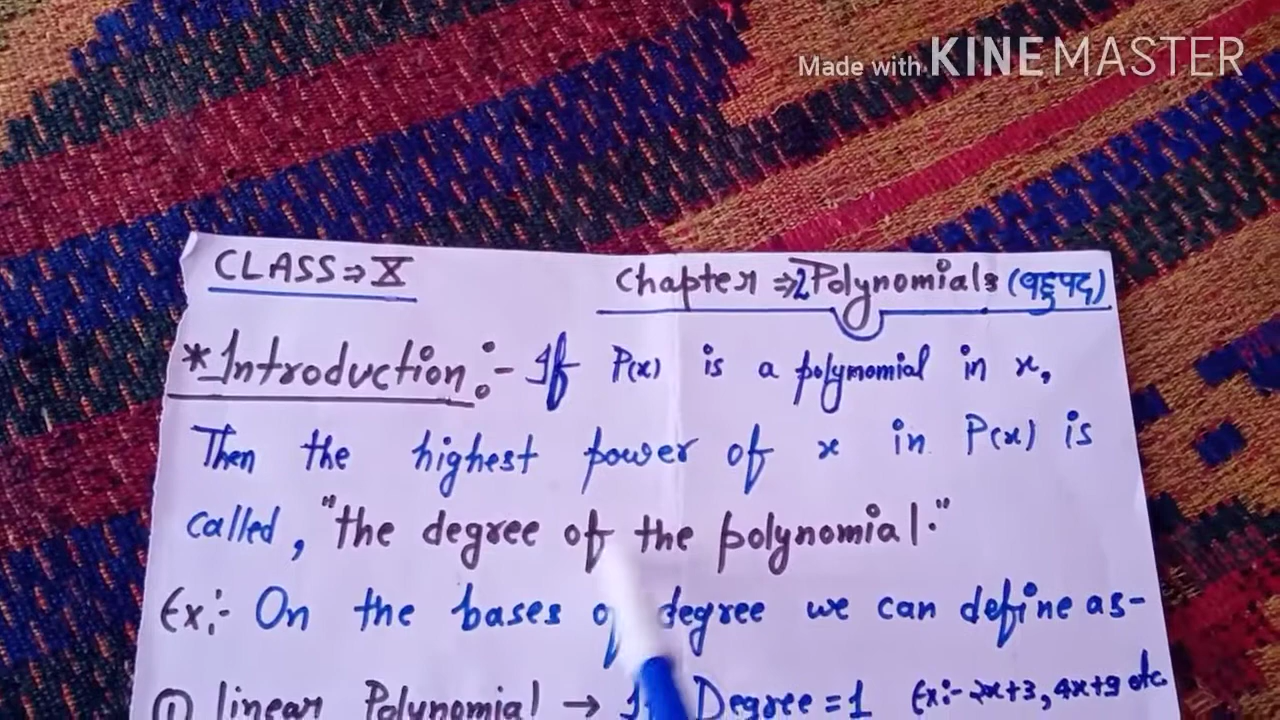 Made with KINEMASTER
CLASS ⇒ X
Chapter ⇒ 2 Polynomials (बहुपद)
*Introduction:- If P(x) is a polynomial in x,
Then the highest power of x in P(x) is
called, "the degree of the polynomial."
Ex:- On the bases of degree we can define as-
① linear Polynomial → Degree = 1 Ex:- 2x+3, 4x+9 etc.